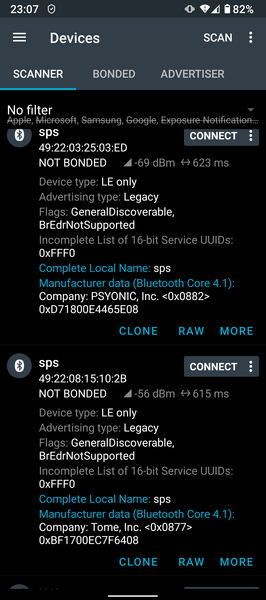 23:07
82%
Devices
SCAN
SCANNER
BONDED
ADVERTISER
No filter
Apple, Microsoft, Samsung, Google, Exposure Notification...
sps
CONNECT
49:22:03:25:03:ED
NOT BONDED
-69 dBm
623 ms
Device type: LE only
Advertising type: Legacy
Flags: GeneralDiscoverable,
BrEdrNotSupported
Incomplete List of 16-bit Service UUIDs:
0xFFF0
Complete Local Name: sps
Manufacturer data (Bluetooth Core 4.1):
Company: PSYONIC, Inc. <0x0882>
0xD71800E4465E08
CLONE
RAW
MORE
sps
CONNECT
49:22:08:15:10:2B
NOT BONDED
-56 dBm
615 ms
Device type: LE only
Advertising type: Legacy
Flags: GeneralDiscoverable,
BrEdrNotSupported
Incomplete List of 16-bit Service UUIDs:
0xFFF0
Complete Local Name: sps
Manufacturer data (Bluetooth Core 4.1):
Company: Tome, Inc. <0x0877>
0xBF1700EC7F6408
CLONE
RAW
MORE